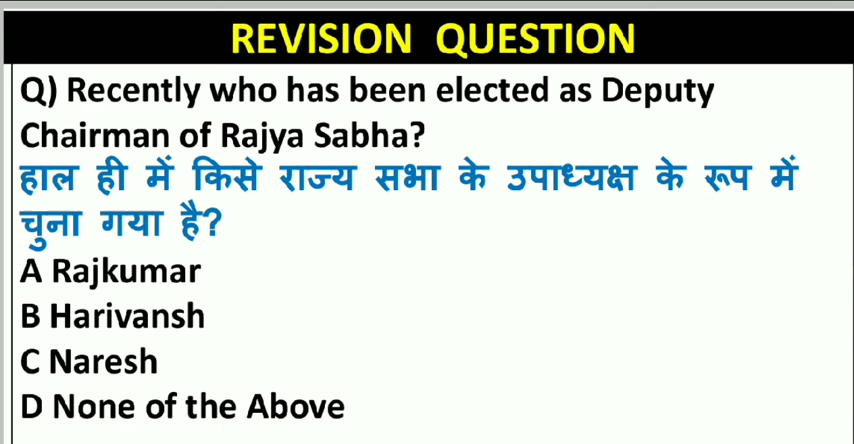 REVISION QUESTION
Q) Recently who has been elected as Deputy
Chairman of Rajya Sabha?
हाल ही में किसे राज्य सभा के उपाध्यक्ष के रूप में
चुना गया है?
A Rajkumar
B Harivansh
C Naresh
D None of the Above